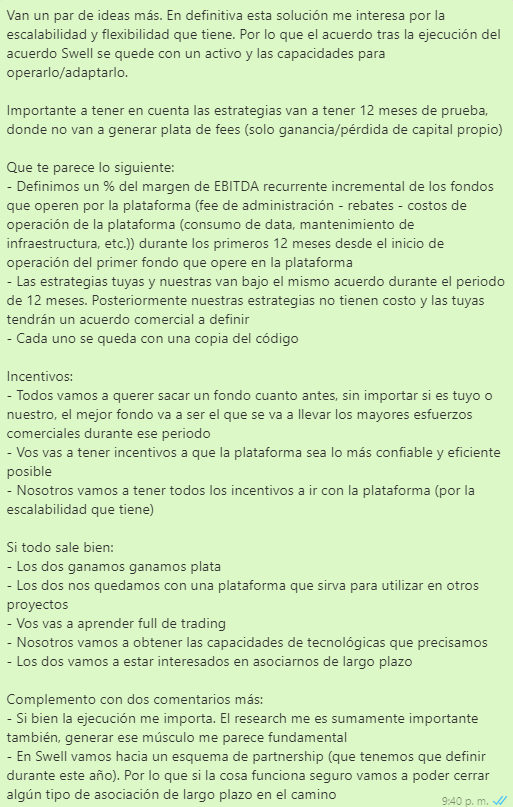 Van un par de ideas más. En definitiva esta solución me interesa por la
escalabilidad y flexibilidad que tiene. Por lo que el acuerdo tras la ejecución del
acuerdo Swell se quede con un activo y las capacidades para
operarlo/adaptarlo.
Importante a tener en cuenta las estrategias van a tener 12 meses de prueba,
donde no van a generar plata de fees (solo ganancia/pérdida de capital propio)
Que te parece lo siguiente:
- Definimos un % del margen de EBITDA recurrente incremental de los fondos
que operen por la plataforma (fee de administración - rebates - costos de
operación de la plataforma (consumo de data, mantenimiento de
infraestructura, etc.)) durante los primeros 12 meses desde el inicio de
operación del primer fondo que opere en la plataforma
- Las estrategias tuyas y nuestras van bajo el mismo acuerdo durante el periodo
de 12 meses. Posteriormente nuestras estrategias no tienen costo y las tuyas
tendrán un acuerdo comercial a definir
- Cada uno se queda con una copia del código
Incentivos:
- Todos vamos a querer sacar un fondo cuanto antes, sin importar si es tuyo o
nuestro, el mejor fondo va a ser el que se va a llevar los mayores esfuerzos
comerciales durante ese periodo
- Vos vas a tener incentivos a que la plataforma sea lo más confiable y eficiente
posible
- Nosotros vamos a tener todos los incentivos a ir con la plataforma (por la
escalabilidad que tiene)
Si todo sale bien:
- Los dos ganamos ganamos plata
- Los dos nos quedamos con una plataforma que sirva para utilizar en otros
proyectos
- Vos vas a aprender full de trading
- Nosotros vamos a obtener las capacidades de tecnológicas que precisamos
- Los dos vamos a estar interesados en asociarnos de largo plazo
Complemento con dos comentarios más:
- Si bien la ejecución me importa. El research me es sumamente importante
también, generar ese músculo me parece fundamental
- En Swell vamos hacia un esquema de partnership (que tenemos que definir
durante este año). Por lo que si la cosa funciona seguro vamos a poder cerrar
algún tipo de asociación de largo plazo en el camino
9:40 p. m.